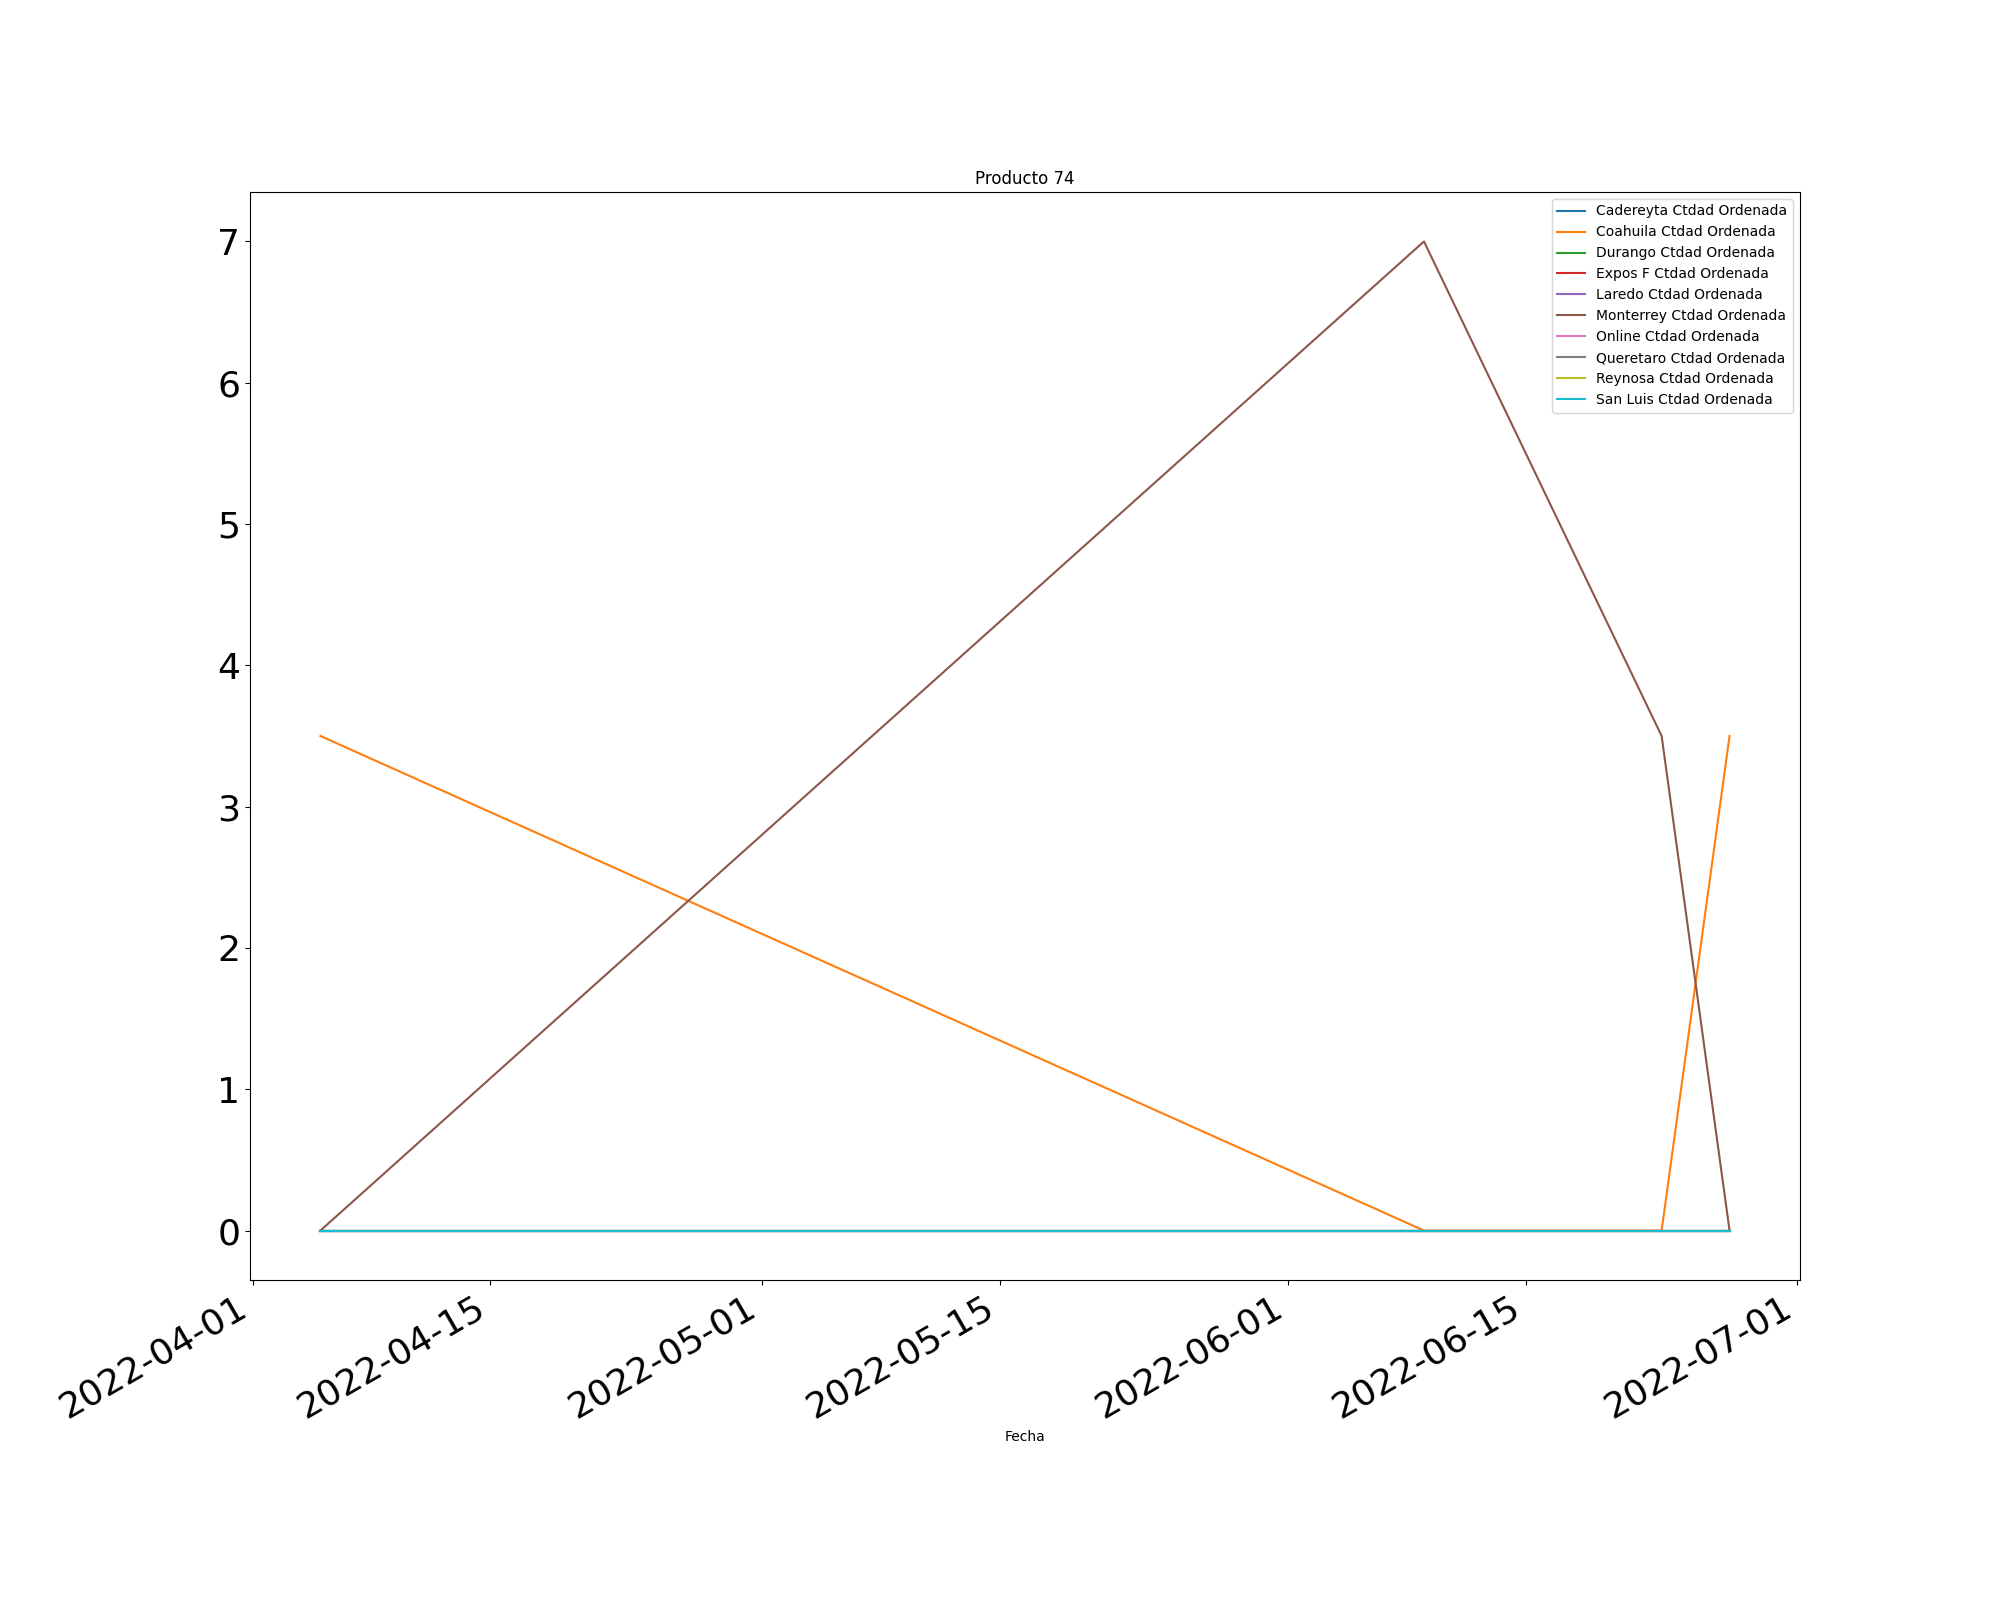 Producto 74
7
6
5
4
3
2
1
0
Cadereyta Ctdad Ordenada
Coahuila Ctdad Ordenada
Durango Ctdad Ordenada
Expos F Ctdad Ordenada
Laredo Ctdad Ordenada
Monterrey Ctdad Ordenada
Online Ctdad Ordenada
Queretaro Ctdad Ordenada
Reynosa Ctdad Ordenada
San Luis Ctdad Ordenada
2022-04-01
2022-04-15
2022-05-01
2022-05-15
2022-06-01
2022-06-15
2022-07-01
Fecha